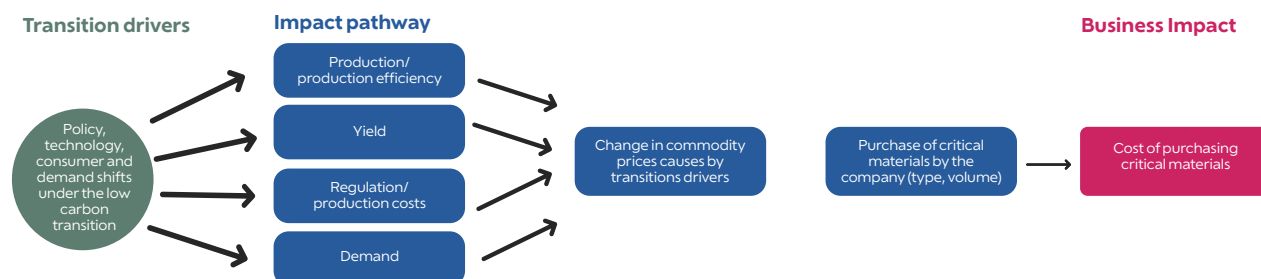 Transition drivers
Impact pathway
Business Impact
Policy,
technology,
consumer and
demand shifts
under the low
carbon
transition
Production/
production efficiency
Yield
Regulation/
production costs
Demand
Change in commodity
prices causes by
transitions drivers
Purchase of critical
materials by the
company (type, volume)
Cost of purchasing
critical materials